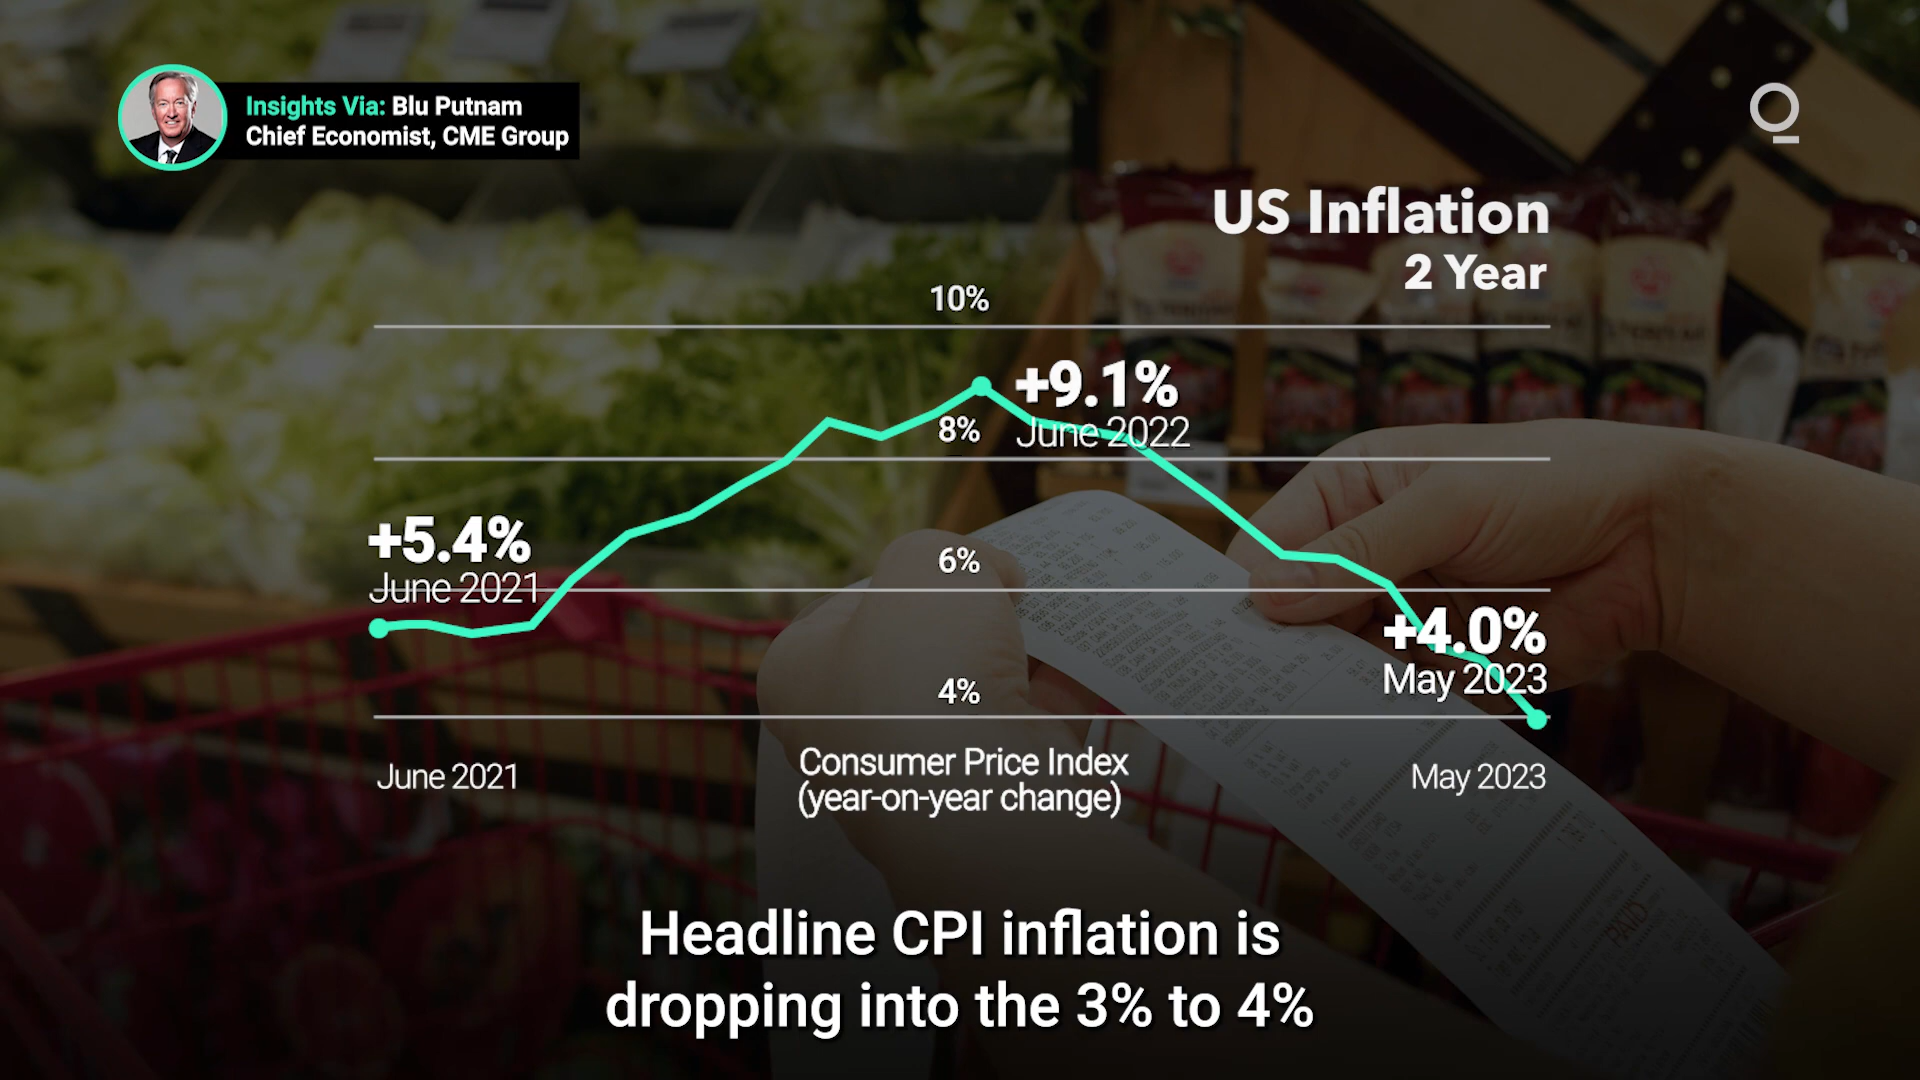 Insights Via: Blu Putnam
Chief Economist, CME Group
US Inflation
2 Year
10%
+9.1%
June 2022
8%
+5.4%
June 2021
6%
+4.0%
May 2023
4%
June 2021
Consumer Price Index
(year-on-year change)
May 2023
PAID
Headline CPI inflation is
dropping into the 3% to 4%